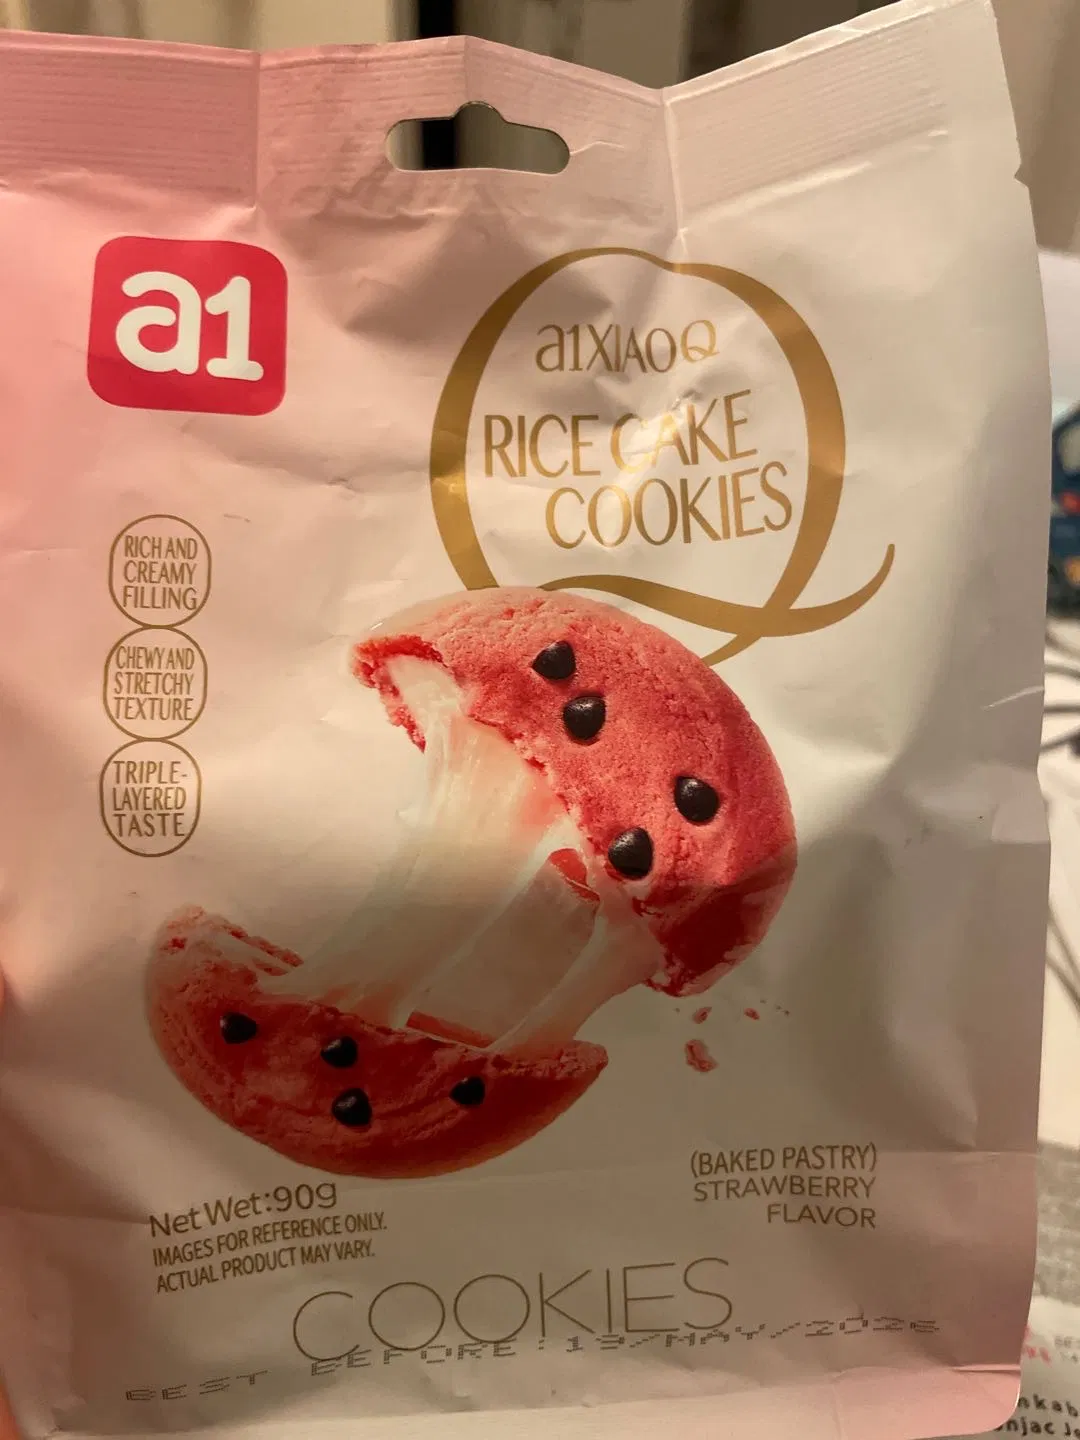 a1
a1XIAOQ
RICE CAKE
COOKIES
RICH AND
CREAMY
FILLING
CHEWY AND
STRETCHY
TEXTURE
TRIPLE-
LAYERED
TASTE
(BAKED PASTRY)
STRAWBERRY
FLAVOR
Net Wet:90g
IMAGES FOR REFERENCE ONLY.
ACTUAL PRODUCT MAY VARY.
COOKIES
BEST BEFORE:19/MAY/2026